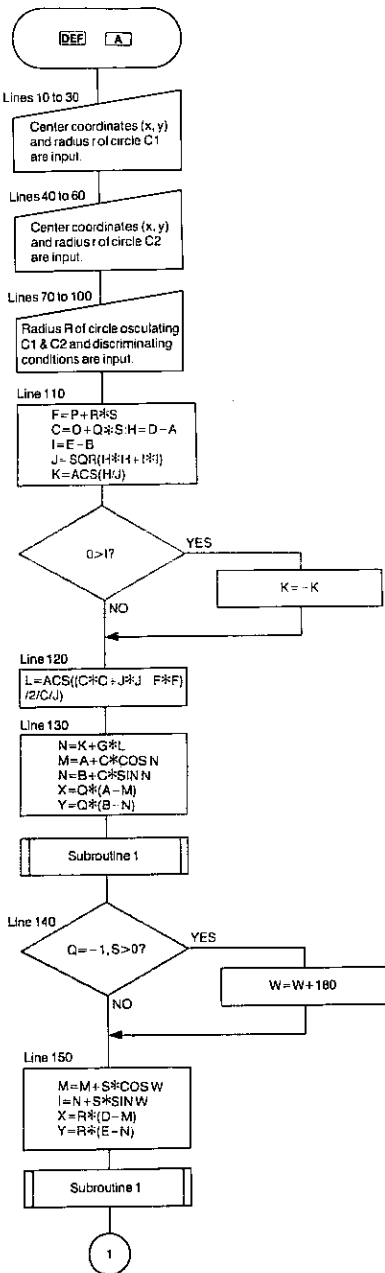 DEF A
Lines 10 to 30
Center coordinates (x, y)
and radius r of circle C1
are input.
Lines 40 to 60
Center coordinates (x, y)
and radius r of circle C2
are input.
Lines 70 to 100
Radius R of circle osculating
C1 & C2 and discriminating
conditions are input.
Line 110
F=P+R*S
C=O+Q*S:H=D-A
I=E-B
J=SQR(H*H+I*I)
K=ACS(H/J)
0>I?
YES
K=-K
NO
Line 120
L=ACS((C*C+J*J F*F)
/2/C/J)
Line 130
N=K+G*L
M=A+C*COS N
N=B+C*SIN N
X=Q*(A-M)
Y=Q*(B-N)
Subroutine 1
Line 140
Q=-1, S>0?
YES
W=W+180
NO
Line 150
M=M+S*COS W
I=N+S*SIN W
X=R*(D-M)
Y=R*(E-N)
Subroutine 1
1